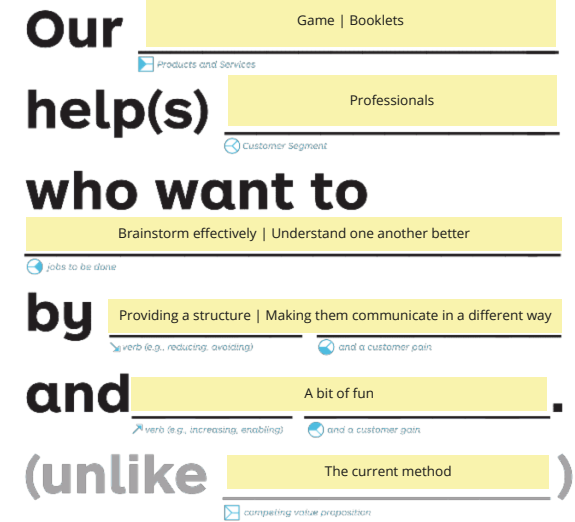 Our Game | Booklets
Products and Services
help(s) Professionals
Customer Segment
who want to
Brainstorm effectively | Understand one another better
jobs to be done
by Providing a structure | Making them communicate in a different way
verb (e.g., reducing, avoiding) and a customer pain
and A bit of fun .
verb (e.g., increasing, enabling) and a customer gain
(unlike The current method )
competing value proposition